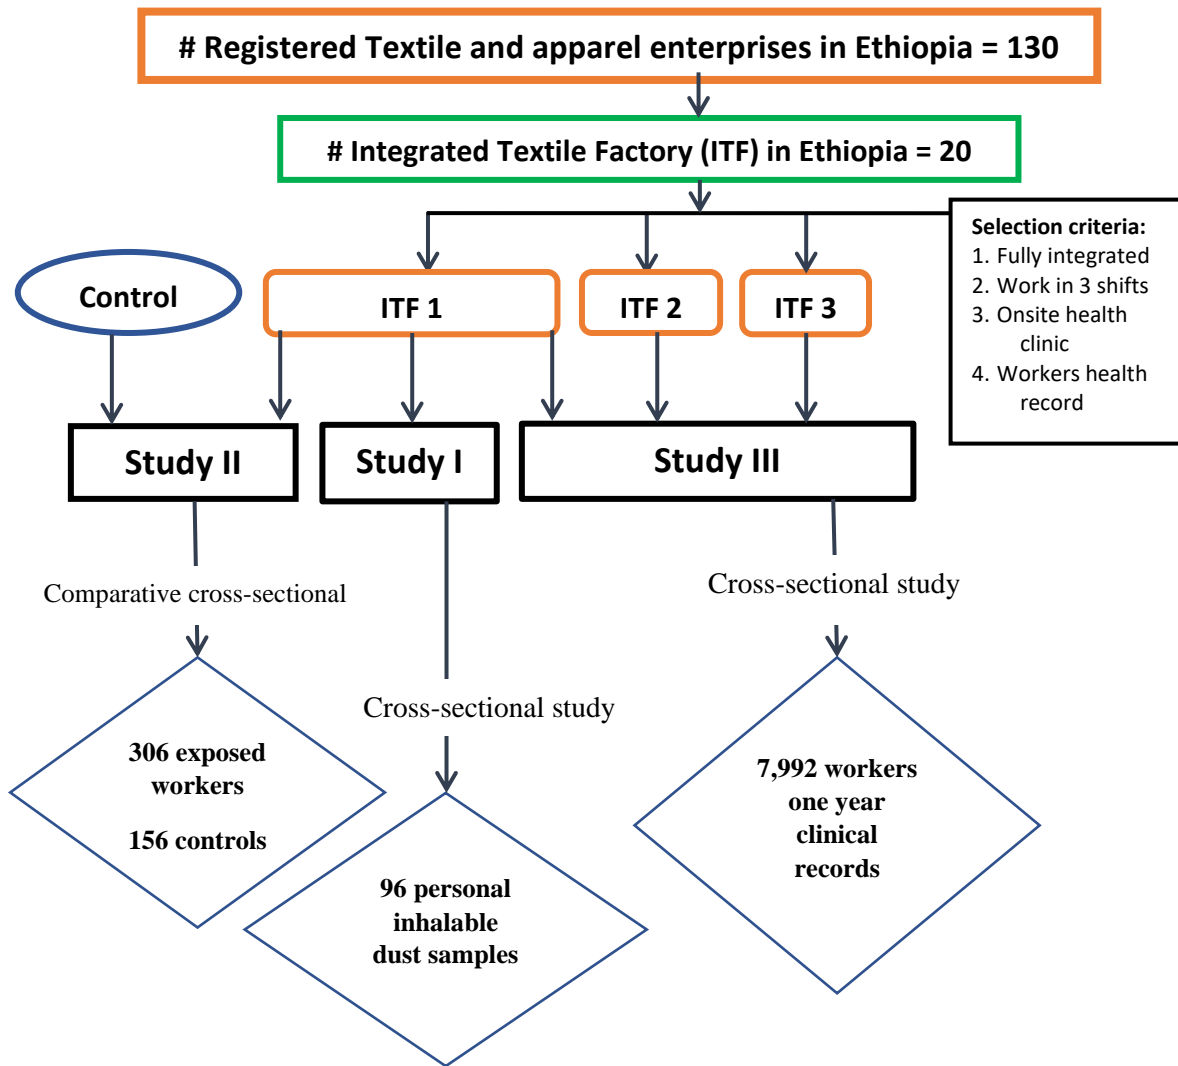 # Registered Textile and apparel enterprises in Ethiopia = 130
# Integrated Textile Factory (ITF) in Ethiopia = 20
Selection criteria:
1. Fully integrated
2. Work in 3 shifts
3. Onsite health
clinic
4. Workers health
record
Control
ITF 1
ITF 2
ITF 3
Study II
Study I
Study III
Comparative cross-sectional
Cross-sectional study
Cross-sectional study
306 exposed
workers
156 controls
96 personal
inhalable
dust samples
7,992 workers
one year
clinical
records